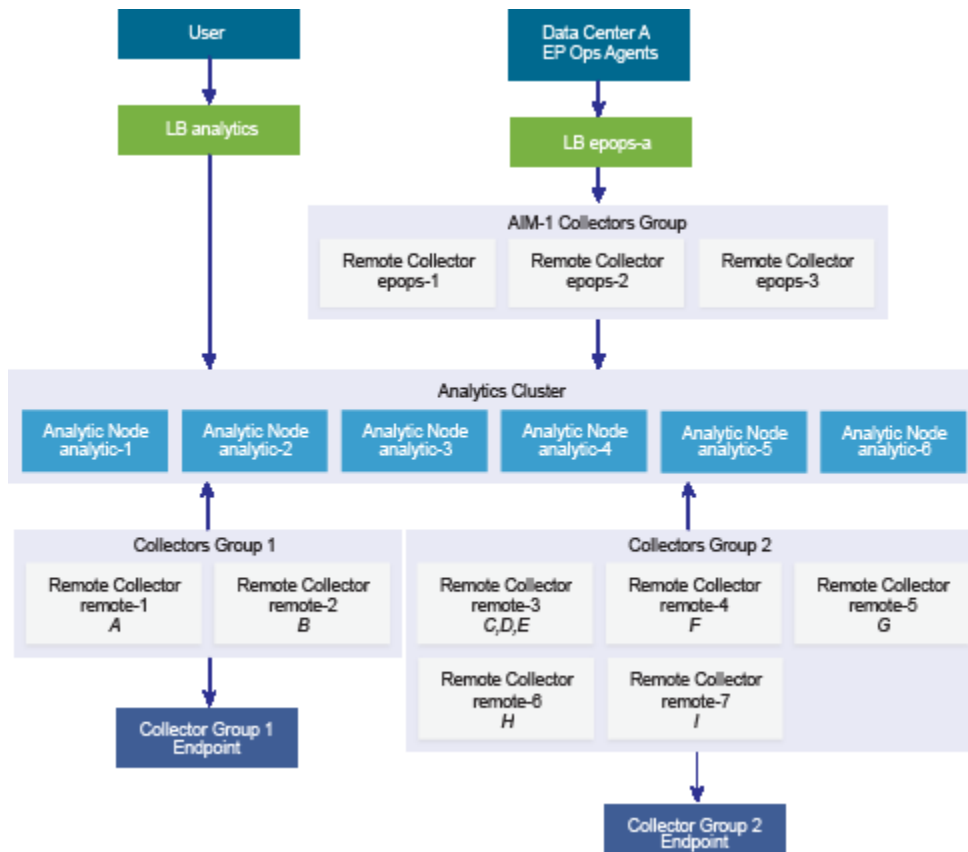 User
Data Center A
EP Ops Agents
LB analytics
LB epops-a
AIM-1 Collectors Group
Remote Collector
epops-1
Remote Collector
epops-2
Remote Collector
epops-3
Analytics Cluster
Analytic Node
analytic-1
Analytic Node
analytic-2
Analytic Node
analytic-3
Analytic Node
analytic-4
Analytic Node
analytic-5
Analytic Node
analytic-6
Collectors Group 1
Remote Collector
remote-1
A
Remote Collector
remote-2
B
Collector Group 1
Endpoint
Collectors Group 2
Remote Collector
remote-3
C,D,E
Remote Collector
remote-4
F
Remote Collector
remote-5
G
Remote Collector
remote-6
H
Remote Collector
remote-7
I
Collector Group 2
Endpoint